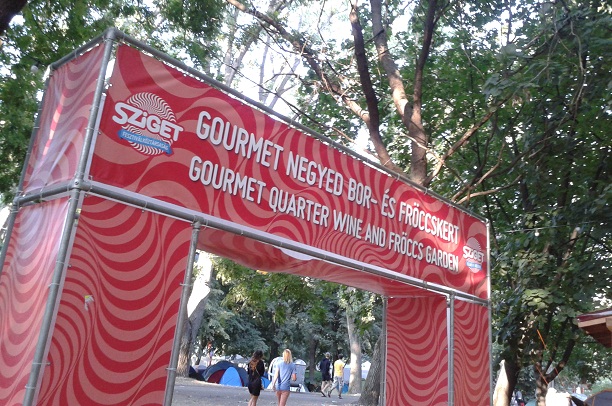 SZIGET
GOURMET NEGYED BOR- ÉS FRÖCCSKERT
GOURMET QUARTER WINE AND FRÖCCS GARDEN
SZIGET